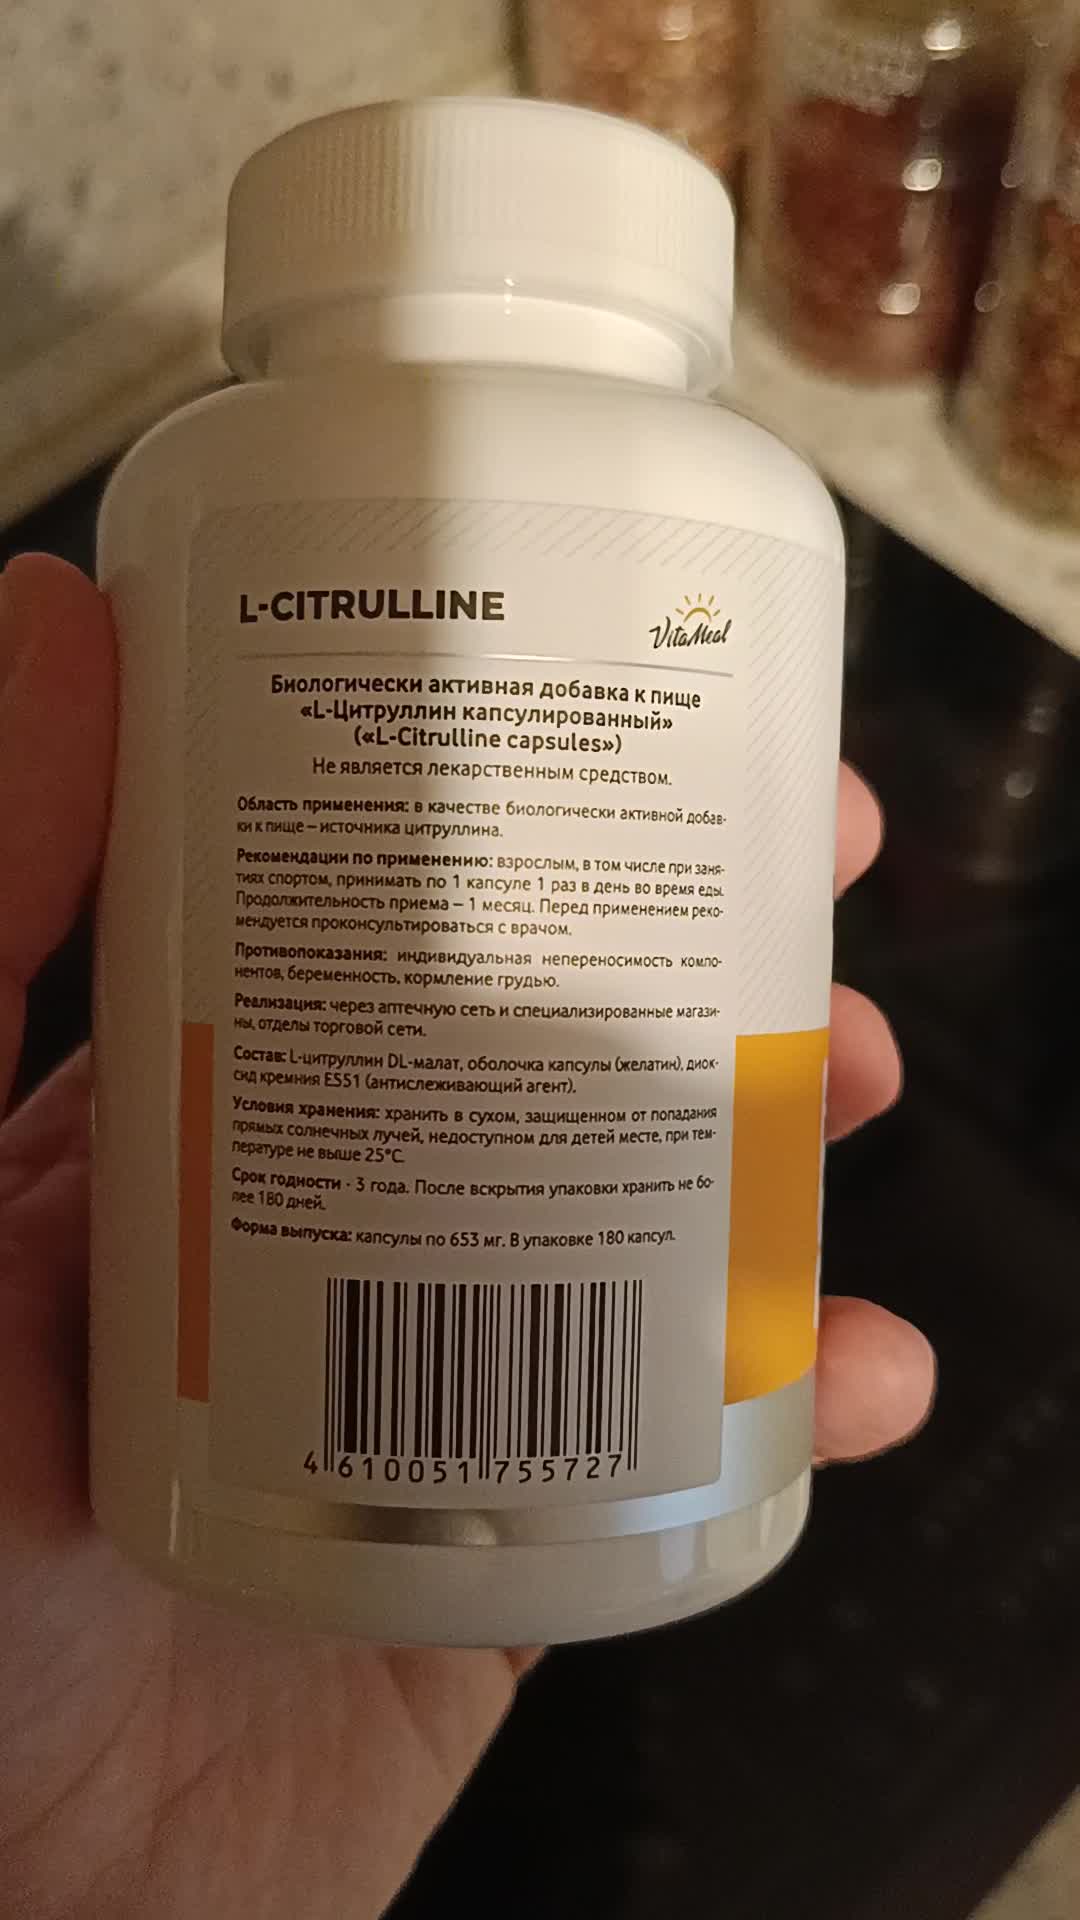 L-CITRULLINE
VitaMeal
Биологически активная добавка к пище
«L-Цитруллин капсулированный»
(«L-Citrulline capsules»)
Не является лекарственным средством.
Область применения: в качестве биологически активной добав-
ки к пище – источника цитруллина.
Рекомендации по применению: взрослым, в том числе при заня-
тиях спортом, принимать по 1 капсуле 1 раз в день во время еды.
Продолжительность приема – 1 месяц. Перед применением реко-
мендуется проконсультироваться с врачом.
Противопоказания: индивидуальная непереносимость компо-
нентов, беременность, кормление грудью.
Реализация: через аптечную сеть и специализированные магази-
ны, отделы торговой сети.
Состав: L-цитруллин DL-малат, оболочка капсулы (желатин), диок-
сид кремния E551 (антислеживающий агент).
Условия хранения: хранить в сухом, защищенном от попадания
прямых солнечных лучей, недоступном для детей месте, при тем-
пературе не выше 25°C.
Срок годности - 3 года. После вскрытия упаковки хранить не бо-
лее 180 дней.
Форма выпуска: капсулы по 653 мг. В упаковке 180 капсул.
4 610051 755727